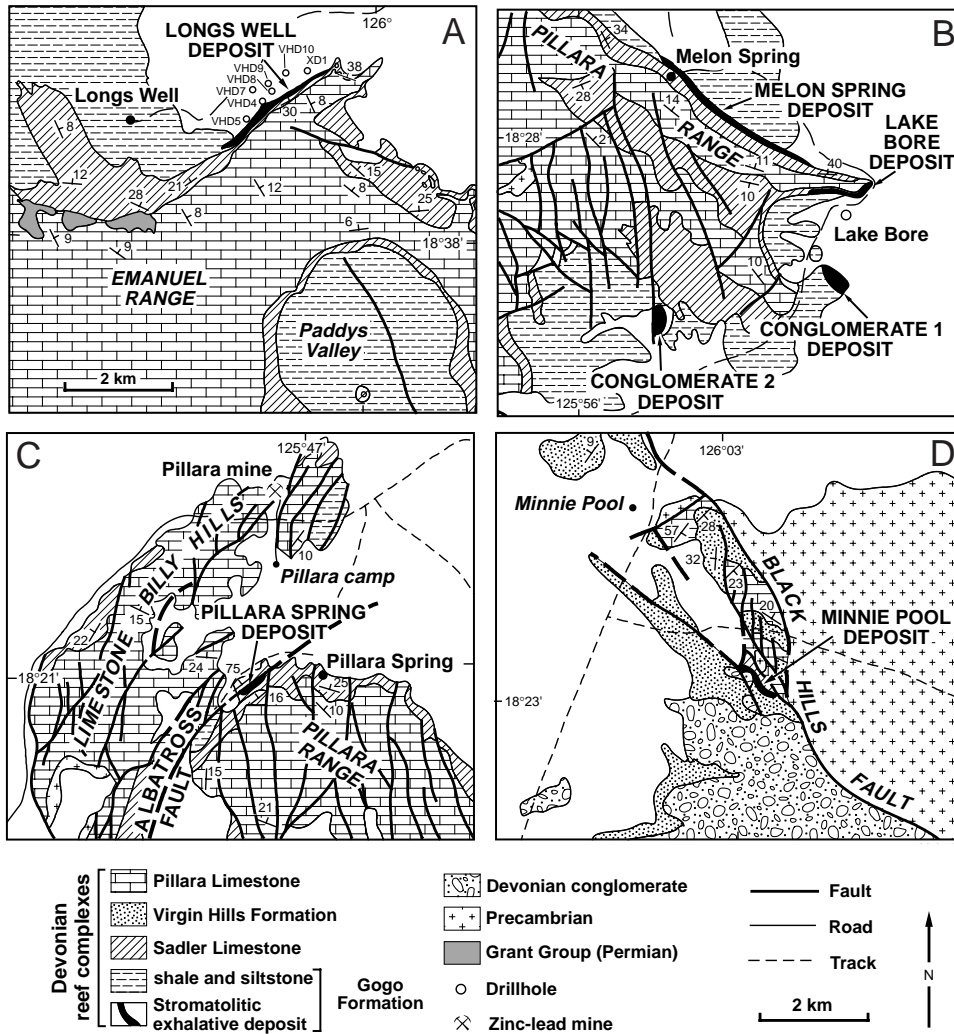 A
126°
LONGS WELL
DEPOSIT
VHD10
XD1
VHD9
VHD8
VHD7
VHD4
VHD5
38
8
30
Longs Well
8
12
28
21
12
8
15
8
25
6
9
9
18°38'
EMANUEL
RANGE
2 km
Paddys
Valley
B
34
PILLARA
RANGE
Melon Spring
MELON SPRING
DEPOSIT
LAKE
BORE
DEPOSIT
28
14
18°28'
21
11
40
10
Lake Bore
10
CONGLOMERATE 1
DEPOSIT
CONGLOMERATE 2
DEPOSIT
125°56'
C
125°47'
Pillara mine
LIMESTONE BILLY HILLS
10
Pillara camp
PILLARA SPRING
DEPOSIT
15
22
24
75
Pillara Spring
18°21'
16
25
10
ALBATROSS
FAULT
PILLARA
RANGE
15
21
D
9
126°03'
Minnie Pool
57
28
32
23
20
BLACK
HILLS
FAULT
MINNIE POOL
DEPOSIT
18°23'
Devonian
reef complexes
Pillara Limestone
Virgin Hills Formation
Sadler Limestone
shale and siltstone
Stromatolitic
exhalative deposit
Gogo
Formation
Devonian conglomerate
Precambrian
Grant Group (Permian)
Drillhole
Zinc-lead mine
Fault
Road
Track
2 km
N